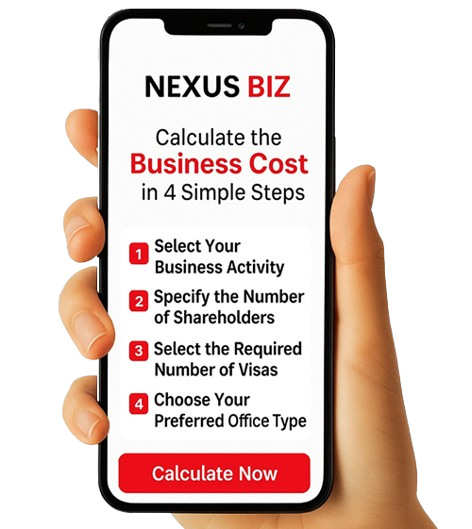 NEXUS BIZ
Calculate the
Business Cost
in 4 Simple Steps
1 Select Your
Business Activity
2 Specify the Number
of Shareholders
3 Select the Required
Number of Visas
4 Choose Your
Preferred Office Type
Calculate Now